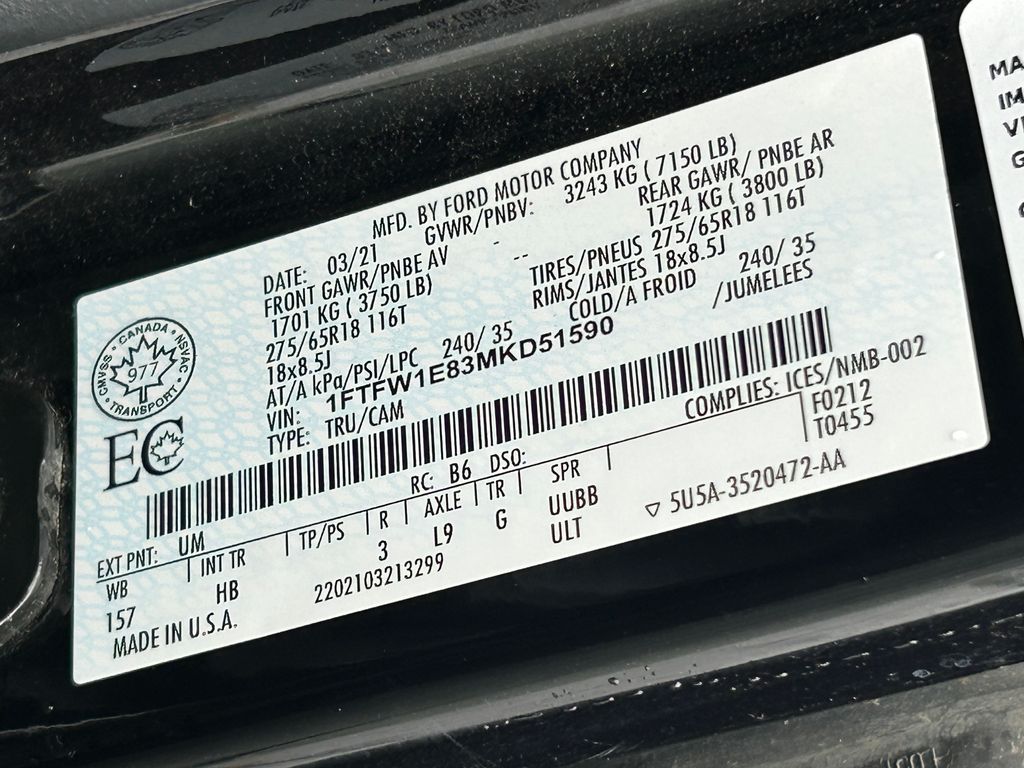 MFD. BY FORD MOTOR COMPANY
DATE: 03/21 GVWR/PNBV: 3243 KG ( 7150 LB)
FRONT GAWR/PNBE AV - REAR GAWR/ PNBE AR
1701 KG ( 3750 LB) -- 1724 KG ( 3800 LB)
275/65R18 116T TIRES/PNEUS 275/65R18 116T
18x8.5J RIMS/JANTES 18x8.5J
AT/A kPa/PSI/LPC 240/ 35 COLD/A FROID 240/ 35
VIN: 1FTFW1E83MKD51590 /JUMELEES
TYPE: TRU/CAM
CMVSS • CANADA • NSVAC
977
• TRANSPORT •
EC
COMPLIES: ICES/NMB-002
RC: B6 DSO: F0212
EXT PNT: UM T0455
WB INT TR TP/PS R AXLE TR SPR
157 HB 3 L9 G UUBB
MADE IN U.S.A. 2202103213299 ULT
▽ 5U5A-3520472-AA
MA
IM